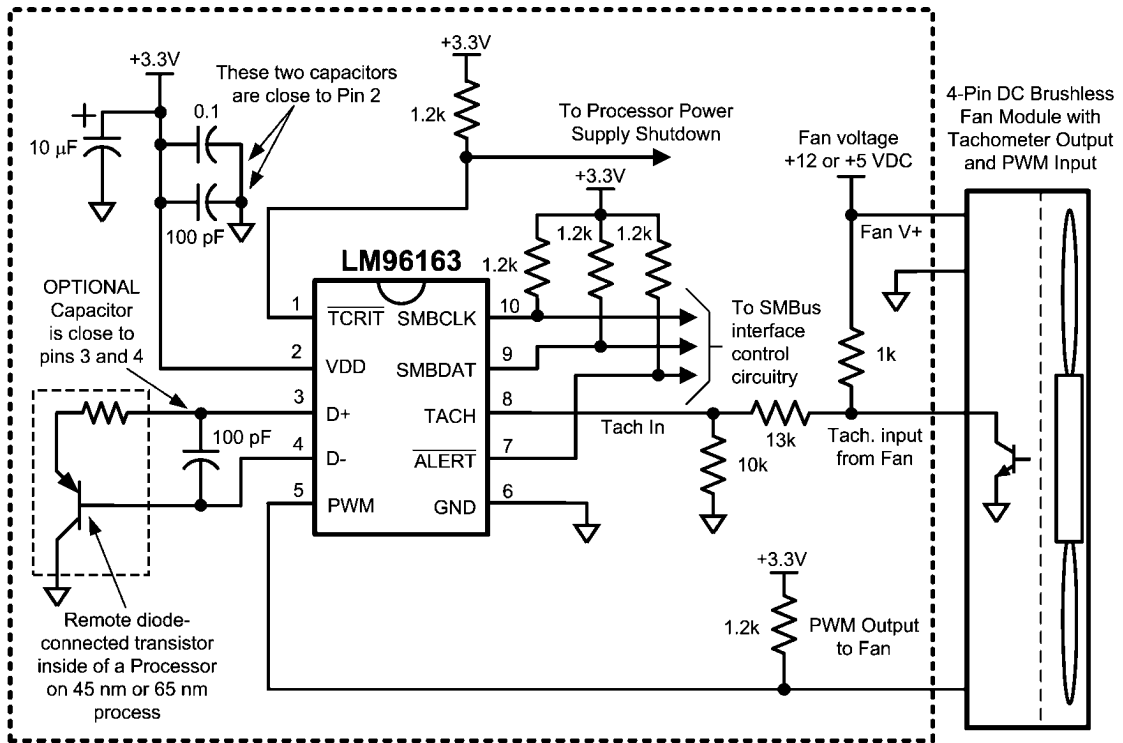 +3.3V
These two capacitors
are close to Pin 2
0.1
10 µF
100 pF
+3.3V
1.2k
To Processor Power
Supply Shutdown
+3.3V
1.2k
1.2k
1.2k
Fan voltage
+12 or +5 VDC
4-Pin DC Brushless
Fan Module with
Tachometer Output
and PWM Input
Fan V+
LM96163
OPTIONAL
Capacitor
is close to
pins 3 and 4
1
TCRIT
SMBCLK
10
2
VDD
SMBDAT
9
3
D+
TACH
8
4
D-
ALERT
7
5
PWM
GND
6
To SMBus
interface
control
circuitry
1k
Tach In
13k
10k
Tach. input
from Fan
100 pF
Remote diode-
connected transistor
inside of a Processor
on 45 nm or 65 nm
process
+3.3V
1.2k
PWM Output
to Fan